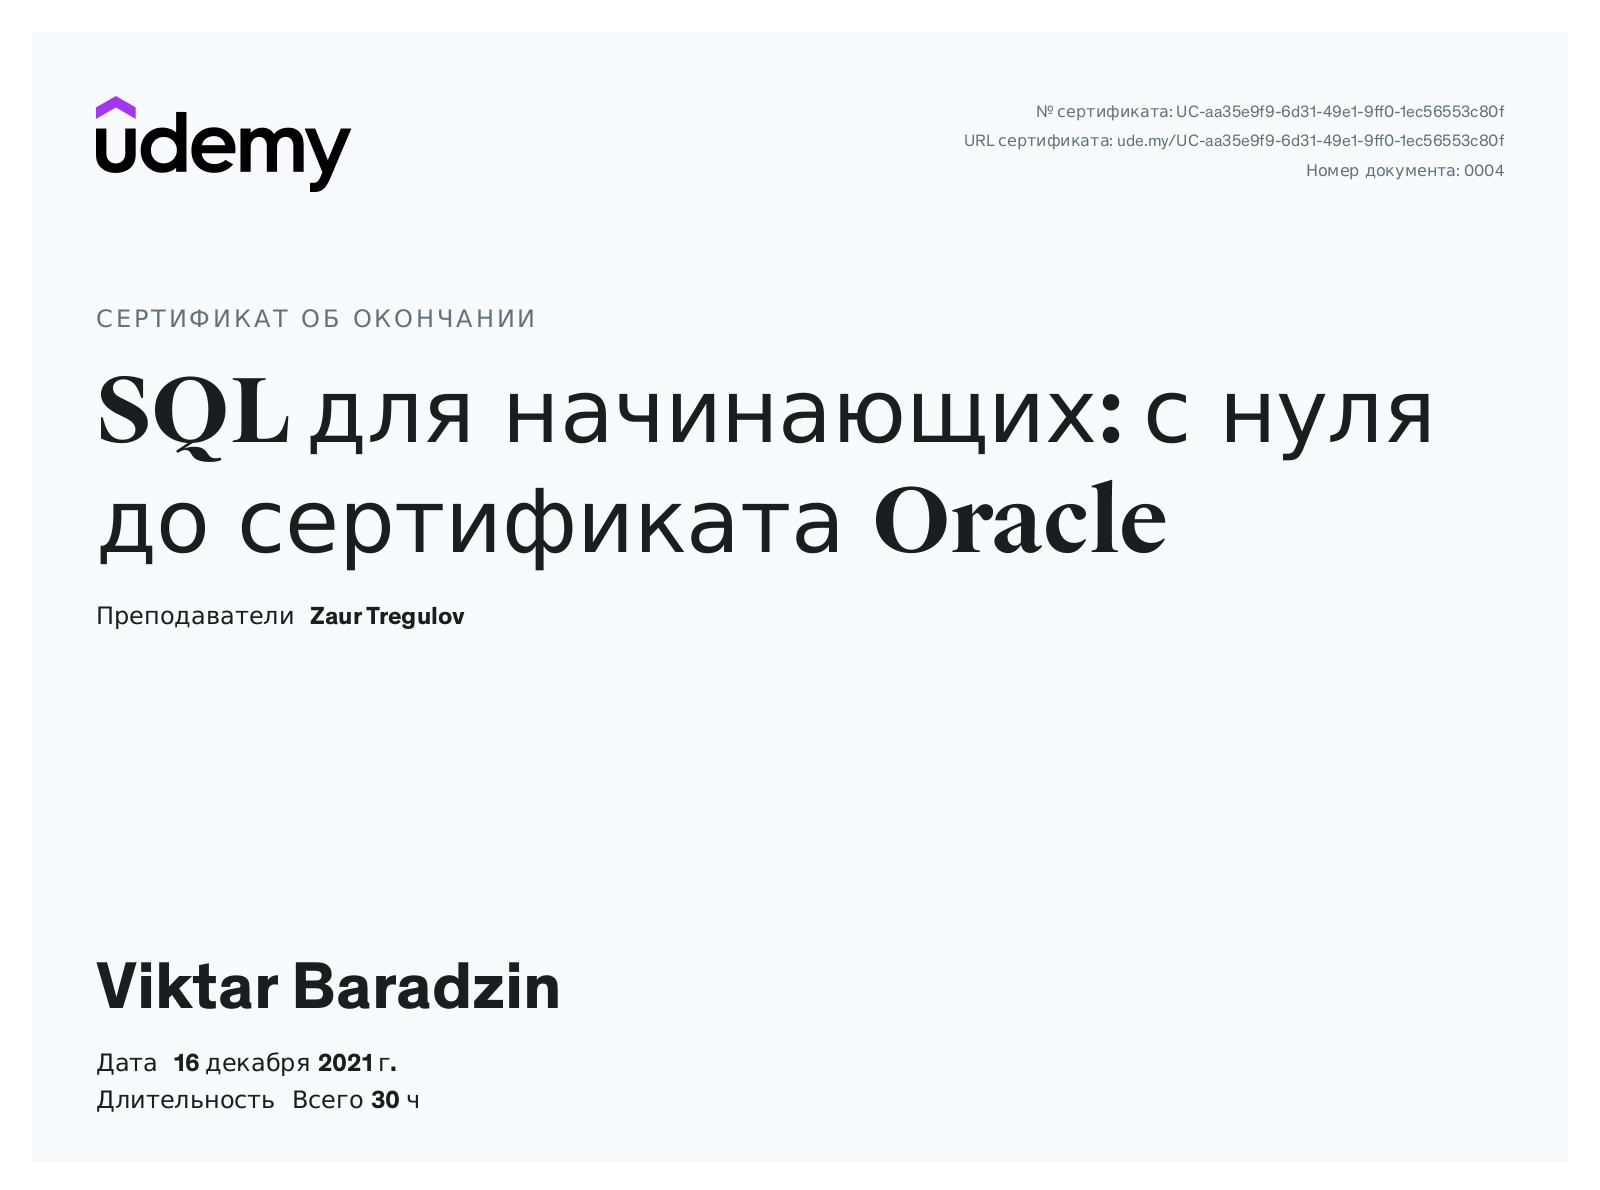 udemy
№ сертификата: UC-aa35e9f9-6d31-49e1-9ff0-1ec56553c80f
URL сертификата: ude.my/UC-aa35e9f9-6d31-49e1-9ff0-1ec56553c80f
Номер документа: 0004
СЕРТИФИКАТ ОБ ОКОНЧАНИИ
SQL для начинающих: с нуля
до сертификата Oracle
Преподаватели Zaur Tregulov
Viktar Baradzin
Дата 16 декабря 2021 г.
Длительность Всего 30 ч